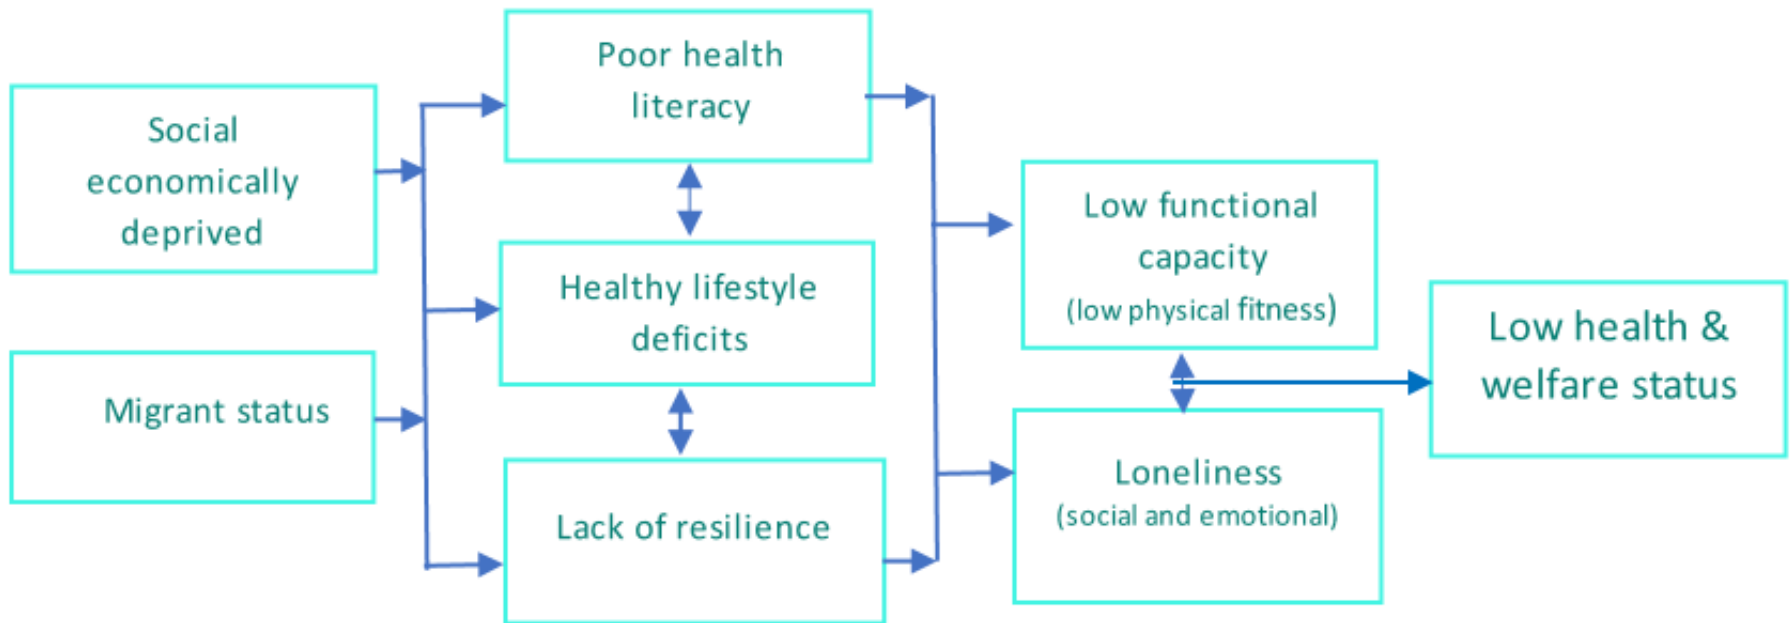 Social
economically
deprived
Migrant status
Poor health
literacy
Healthy lifestyle
deficits
Lack of resilience
Low functional
capacity
(low physical fitness)
Loneliness
(social and emotional)
Low health &
welfare status